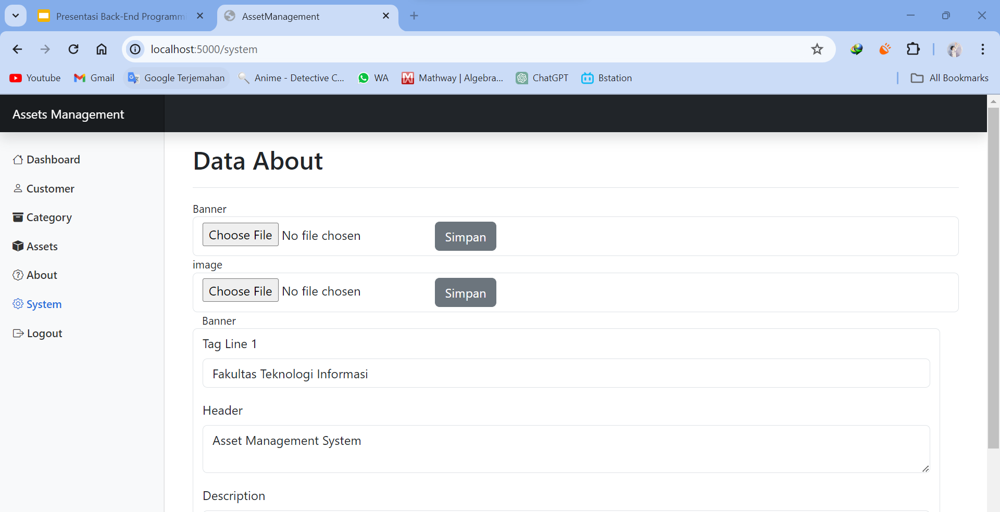 Presentasi Back-End Programmi
AssetManagement
localhost:5000/system
Youtube
Gmail
Google Terjemahan
Anime - Detective C...
WA
Mathway | Algebra...
ChatGPT
Bstation
All Bookmarks
Assets Management
Dashboard
Customer
Category
Assets
About
System
Logout
Data About
Banner
Choose File No file chosen Simpan
image
Choose File No file chosen Simpan
Banner
Tag Line 1
Fakultas Teknologi Informasi
Header
Asset Management System
Description